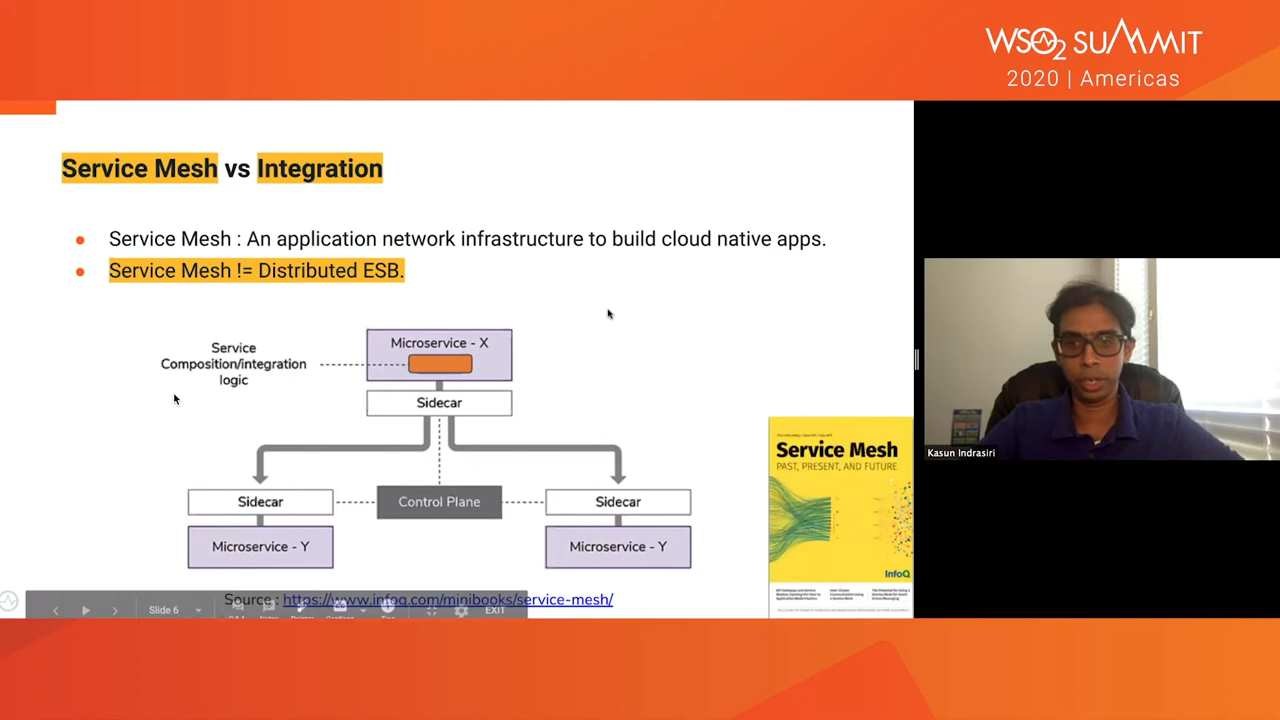 WSO2 SUMMIT
2020 | Americas
Service Mesh vs Integration
Service Mesh : An application network infrastructure to build cloud native apps.
Service Mesh != Distributed ESB.
Service
Composition/integration
logic
Microservice - X
Sidecar
Sidecar
Control Plane
Sidecar
Microservice - Y
Microservice - Y
Source : https://www.infoq.com/minibooks/service-mesh/
Slide 6
EXIT
Service Mesh
PAST, PRESENT, AND FUTURE
InfoQ
Kasun Indrasiri